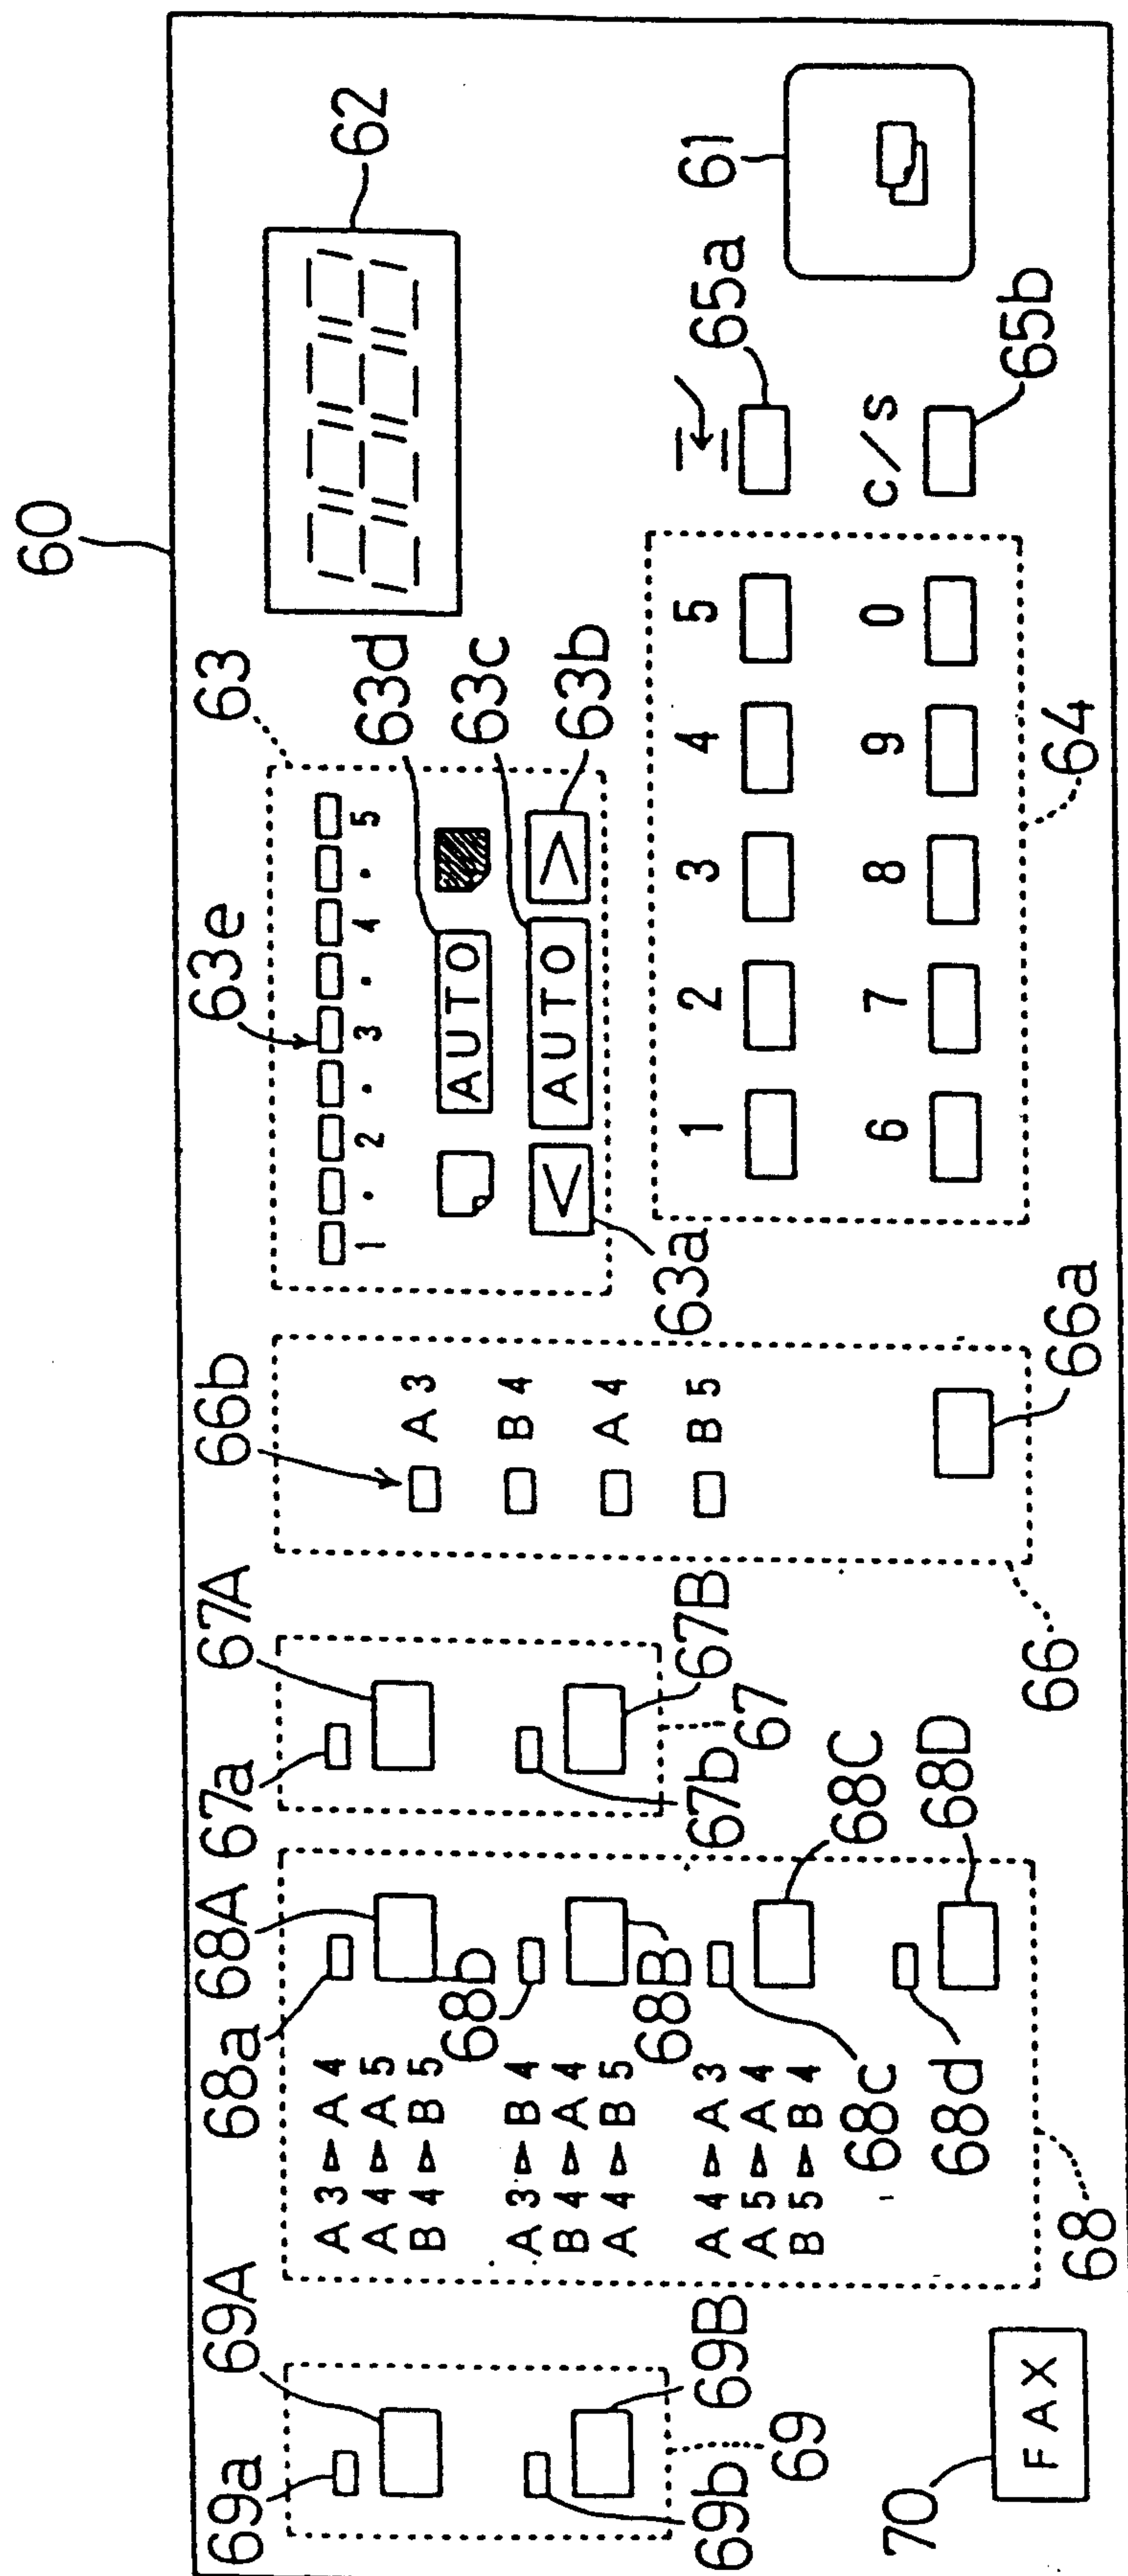 60
69a 69A 68a 68A 67a 67A 66b 63e 63 62
1 • 2 • 3 • 4 • 5
A3▶A4
A4▶A5
B4▶B5
A3
63d
AUTO
68b
63c
B4
A3▶B4
B4▶A4
A4▶B5
AUTO
< >
63a 63b
A4
68B
67B
B5
69b 69B 67b
69 67
A4▶A3
A5▶A4
B5▶B4
1 2 3 4 5
65a 61
68c 68C
6 7 8 9 0
c/s
70
68d 68D
FAX
65b
68 66 66a 64